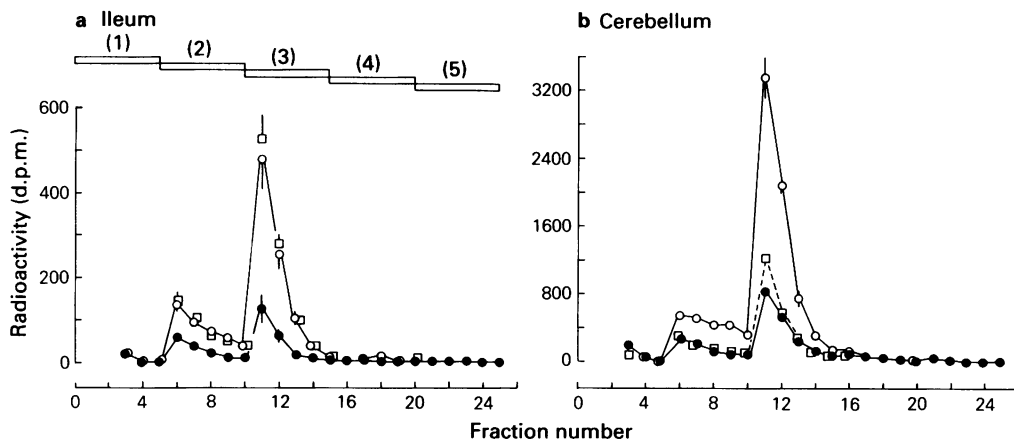 a Ileum
(1) (2) (3) (4) (5)
600
400
200
0
Radioactivity (d.p.m.)
0 4 8 12 16 20 24
b Cerebellum
3200
2400
1600
800
0
0 4 8 12 16 20 24
Fraction number